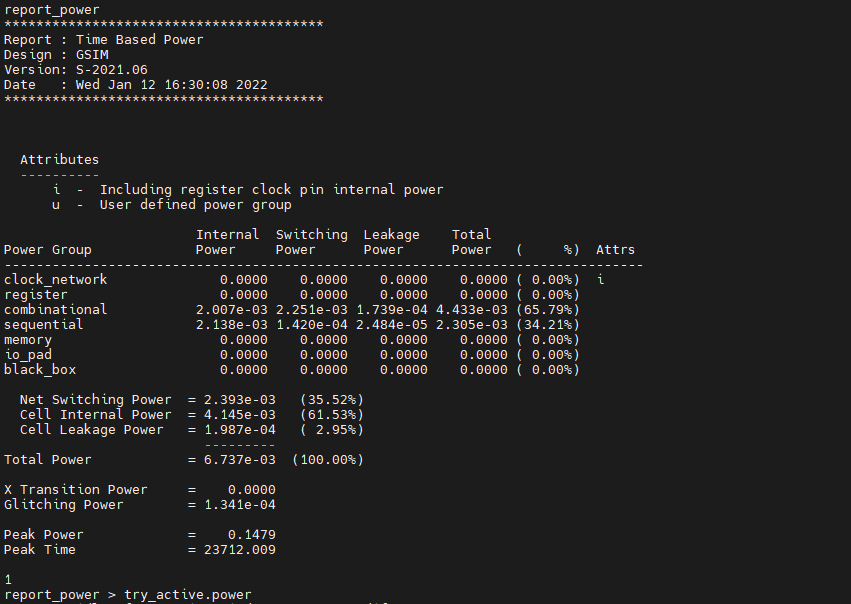 report_power
****************************************
Report : Time Based Power
Design : GSIM
Version: S-2021.06
Date   : Wed Jan 12 16:30:08 2022
****************************************
  Attributes
  ----------
      i  -  Including register clock pin internal power
      u  -  User defined power group
                        Internal  Switching  Leakage    Total
Power Group             Power     Power      Power      Power   (     %)  Attrs
--------------------------------------------------------------------------------
clock_network              0.0000    0.0000    0.0000    0.0000 ( 0.00%)  i
register                   0.0000    0.0000    0.0000    0.0000 ( 0.00%)
combinational           2.007e-03 2.251e-03 1.739e-04 4.433e-03 (65.79%)
sequential              2.138e-03 1.420e-04 2.484e-05 2.305e-03 (34.21%)
memory                     0.0000    0.0000    0.0000    0.0000 ( 0.00%)
io_pad                     0.0000    0.0000    0.0000    0.0000 ( 0.00%)
black_box                  0.0000    0.0000    0.0000    0.0000 ( 0.00%)
  Net Switching Power  = 2.393e-03   (35.52%)
  Cell Internal Power  = 4.145e-03   (61.53%)
  Cell Leakage Power   = 1.987e-04   ( 2.95%)
                         ---------
Total Power            = 6.737e-03  (100.00%)
X Transition Power     =    0.0000
Glitching Power        = 1.341e-04
Peak Power             =    0.1479
Peak Time              = 23712.009
1
report_power > try_active.power